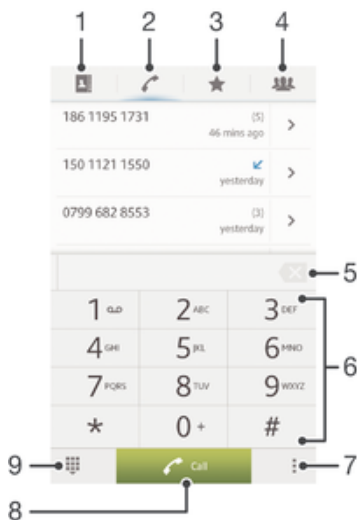 1 2 3 4
186 1195 1731 (5)
46 mins ago
150 1121 1550
yesterday
0799 682 8553 (3)
yesterday
5
1 2 ABC 3 DEF
4 GHI 5 JKL 6 MNO
6
7 PQRS 8 TUV 9 WXYZ
* 0 + #
9 Call 7
8